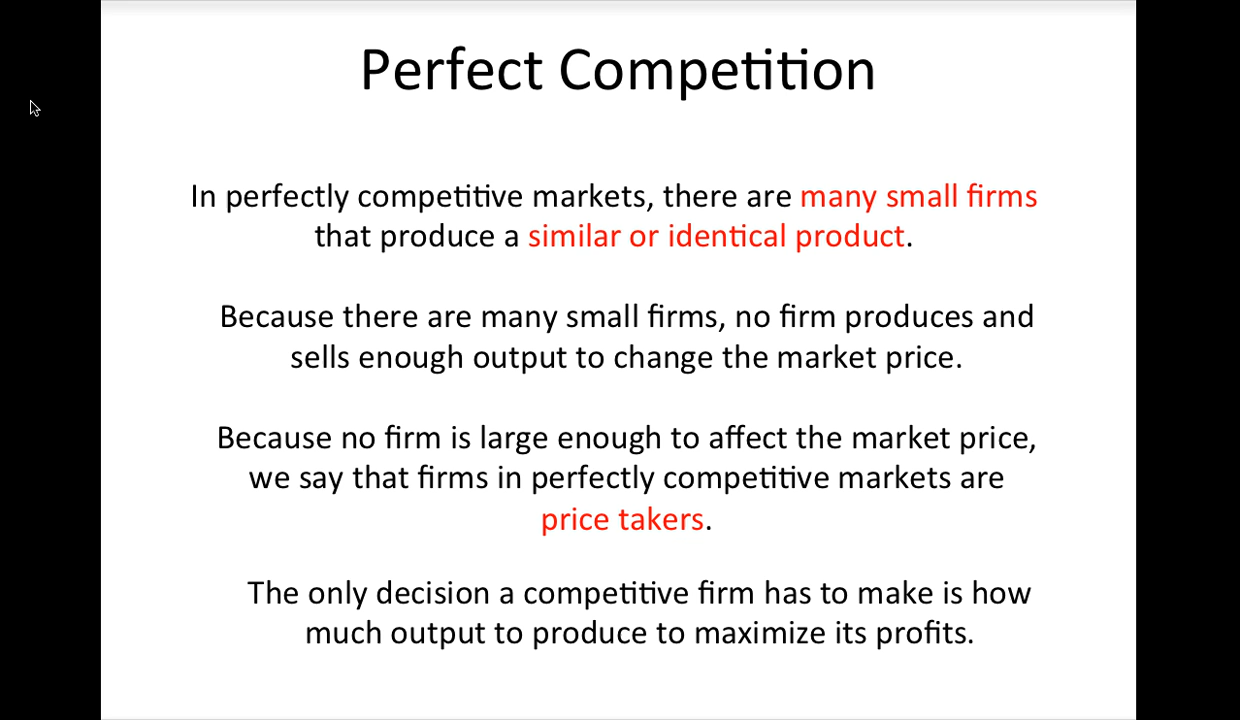 Perfect Competition
In perfectly competitive markets, there are many small firms
that produce a similar or identical product.
Because there are many small firms, no firm produces and
sells enough output to change the market price.
Because no firm is large enough to affect the market price,
we say that firms in perfectly competitive markets are
price takers.
The only decision a competitive firm has to make is how
much output to produce to maximize its profits.